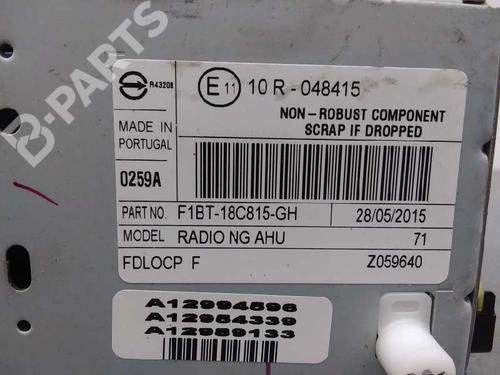 R43208
E 11 10 R - 048415
NON-ROBUST COMPONENT
SCRAP IF DROPPED
MADE IN
PORTUGAL
0259A
PART NO. F1BT-18C815-GH 28/05/2015
MODEL RADIO NG AHU 71
FDLOCP F Z059640
A12994596
A12954339
A12989133
B-PARTS